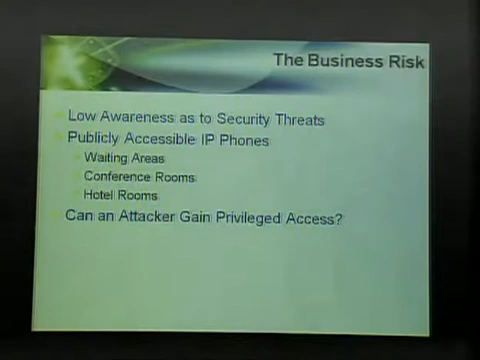 The Business Risk
Low Awareness as to Security Threats
Publicly Accessible IP Phones
Waiting Areas
Conference Rooms
Hotel Rooms
Can an Attacker Gain Privileged Access?